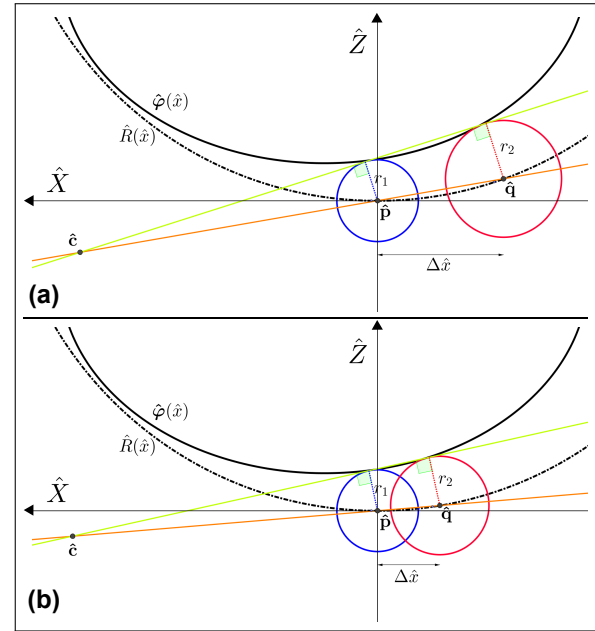 Ẑ
φ̂(x̂)
R̂(x̂)
X̂
r₁
r₂
p̂
q̂
ĉ
Δx̂
(a)
Ẑ
φ̂(x̂)
R̂(x̂)
X̂
r₁
r₂
p̂
q̂
ĉ
Δx̂
(b)